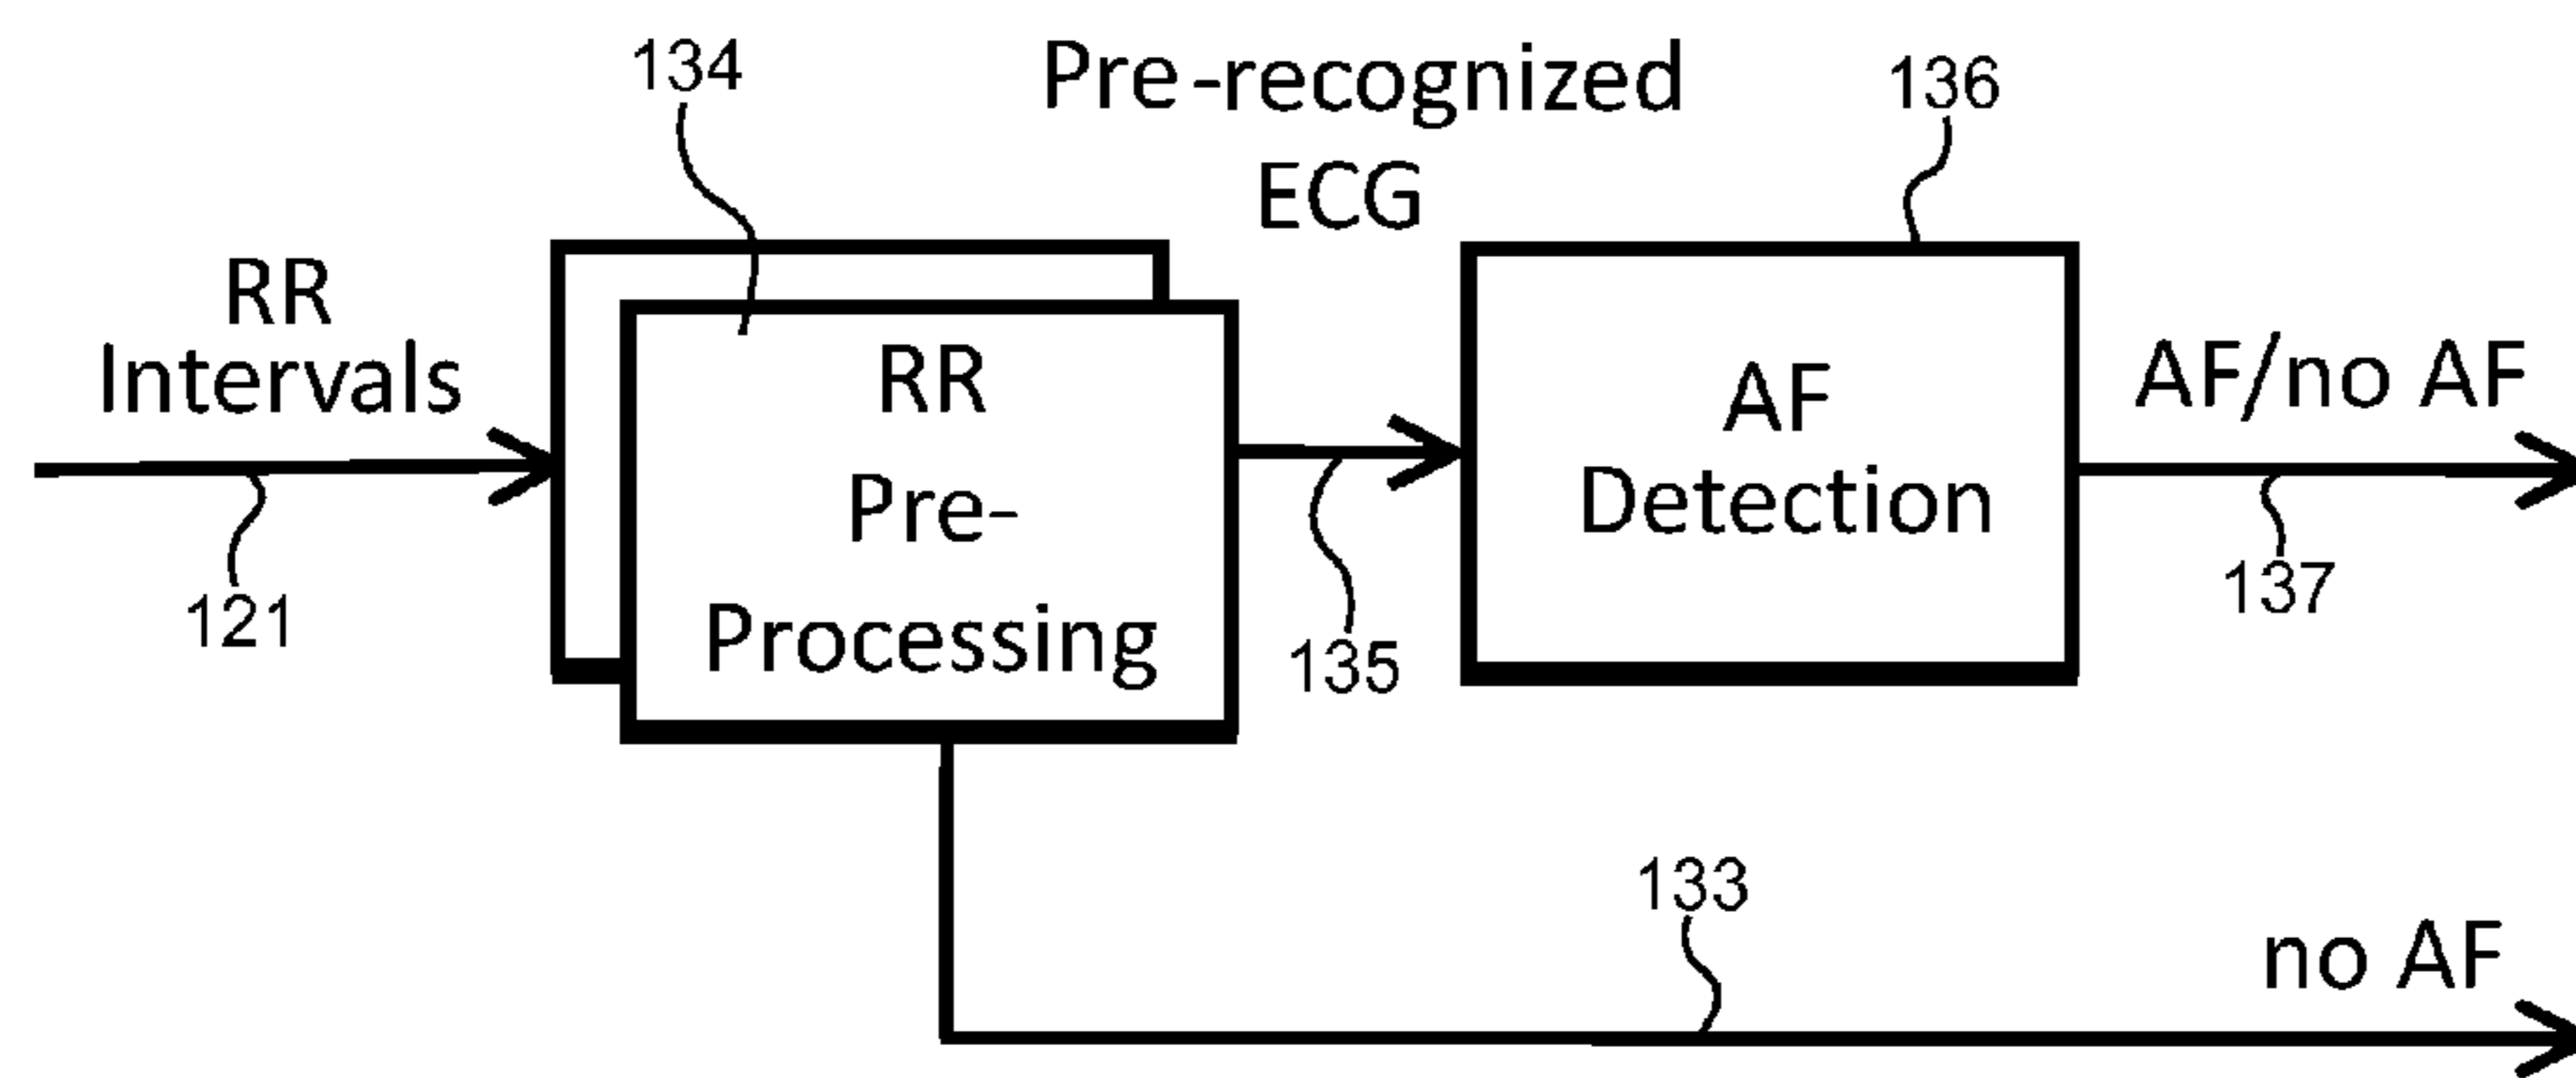 134
Pre-recognized
ECG
136
RR
Intervals
121
RR
Pre-
Processing
135
AF
Detection
AF/no AF
137
133
no AF